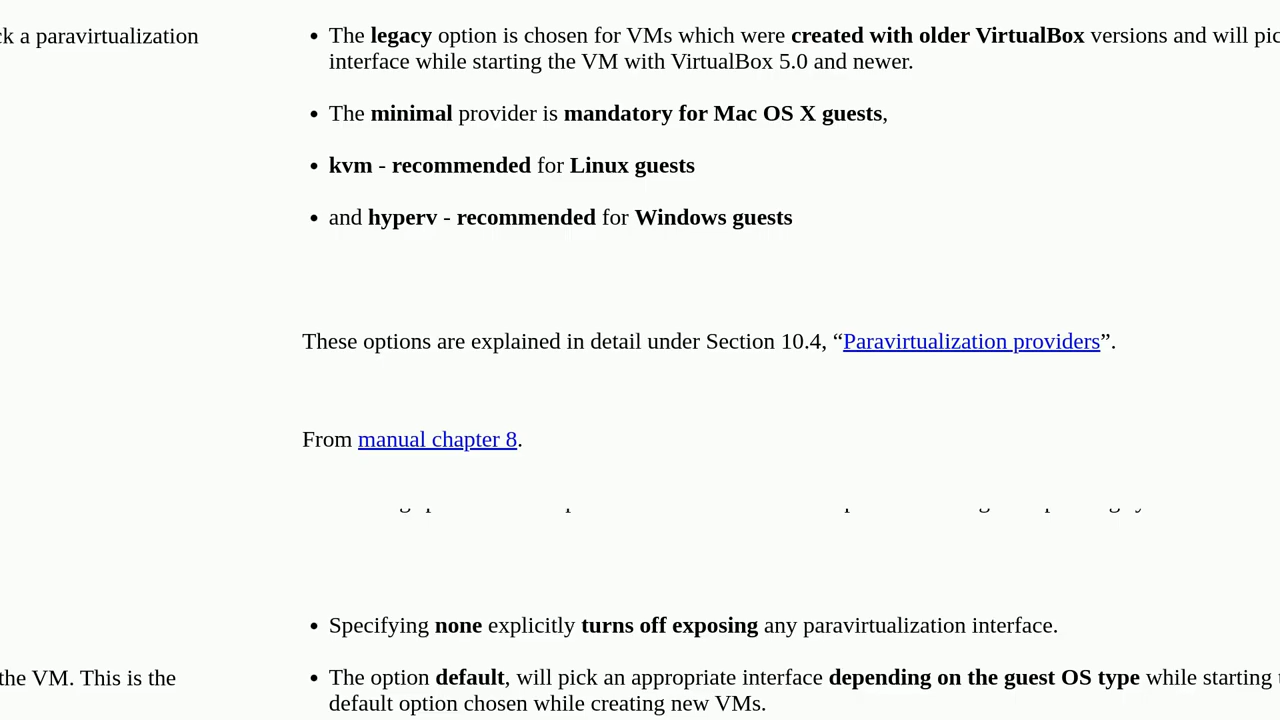 ck a paravirtualization
• The legacy option is chosen for VMs which were created with older VirtualBox versions and will pic
interface while starting the VM with VirtualBox 5.0 and newer.
• The minimal provider is mandatory for Mac OS X guests,
• kvm - recommended for Linux guests
• and hyperv - recommended for Windows guests
These options are explained in detail under Section 10.4, “Paravirtualization providers”.
From manual chapter 8.
• Specifying none explicitly turns off exposing any paravirtualization interface.
the VM. This is the
• The option default, will pick an appropriate interface depending on the guest OS type while starting
default option chosen while creating new VMs.